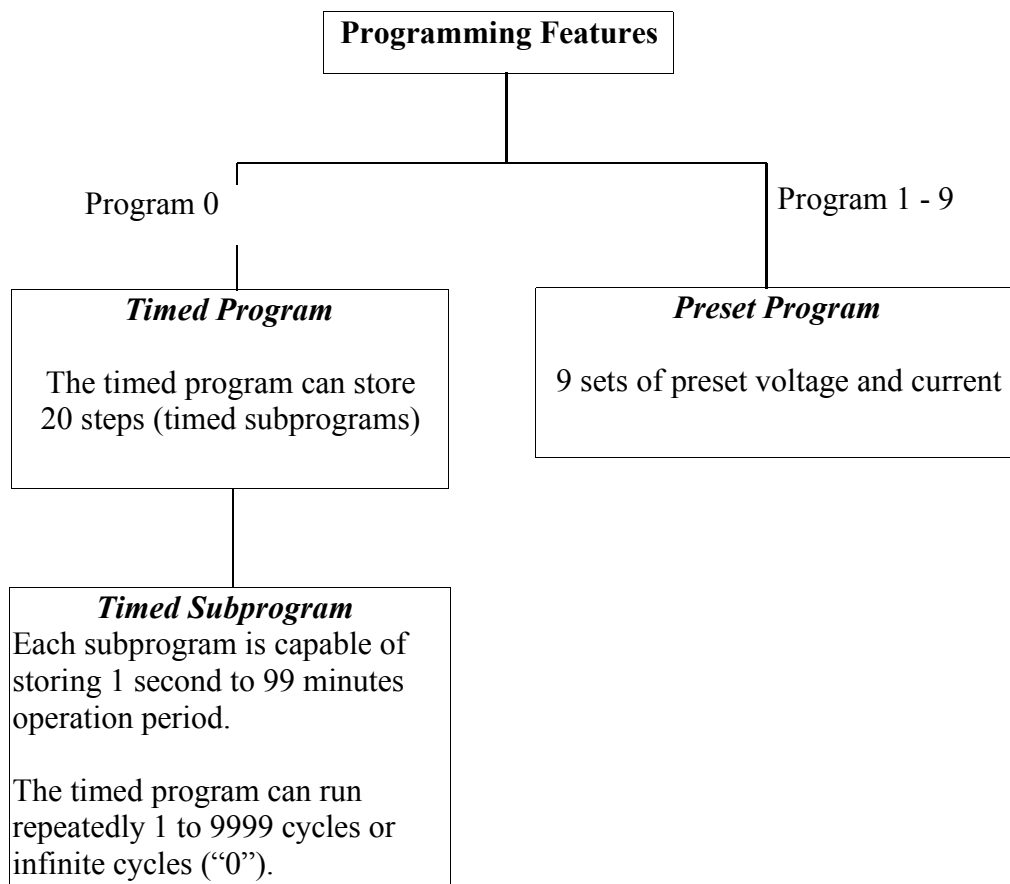 Programming Features
Program 0
Program 1 - 9
Timed Program
The timed program can store
20 steps (timed subprograms)
Preset Program
9 sets of preset voltage and current
Timed Subprogram
Each subprogram is capable of
storing 1 second to 99 minutes
operation period.
The timed program can run
repeatedly 1 to 9999 cycles or
infinite cycles (“0”).